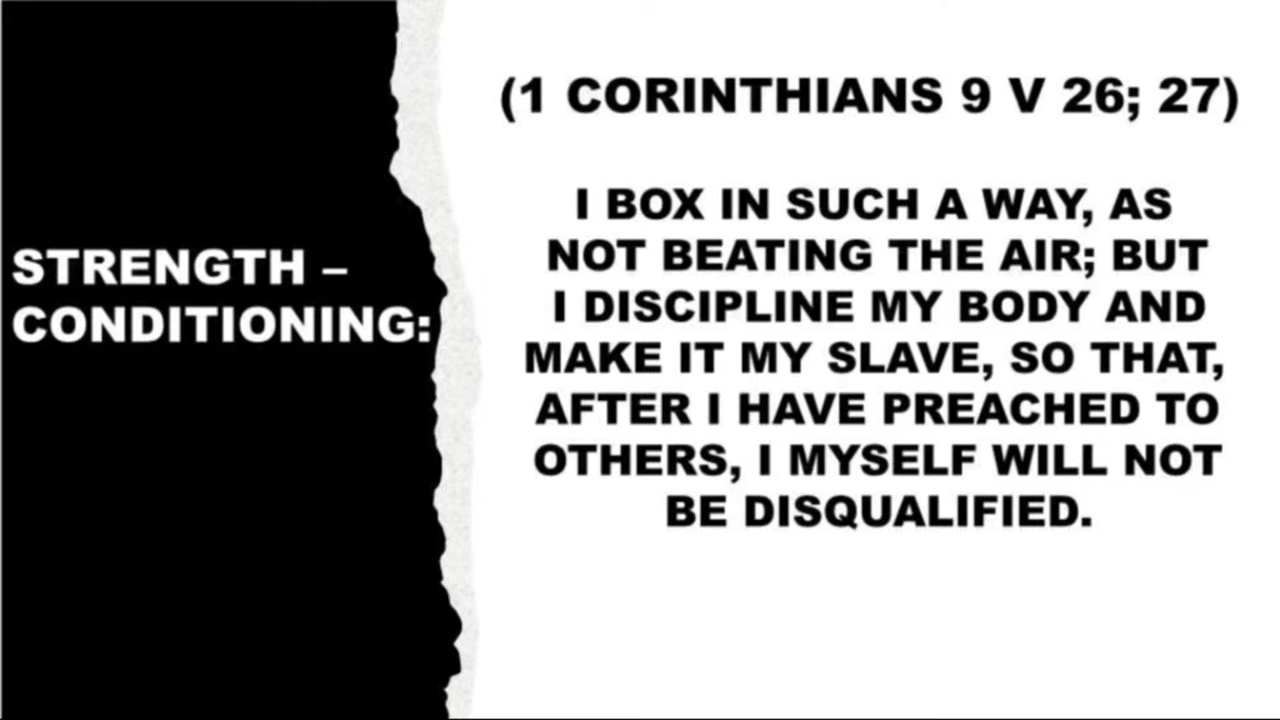 STRENGTH –
CONDITIONING:
(1 CORINTHIANS 9 V 26; 27)
I BOX IN SUCH A WAY, AS
NOT BEATING THE AIR; BUT
I DISCIPLINE MY BODY AND
MAKE IT MY SLAVE, SO THAT,
AFTER I HAVE PREACHED TO
OTHERS, I MYSELF WILL NOT
BE DISQUALIFIED.